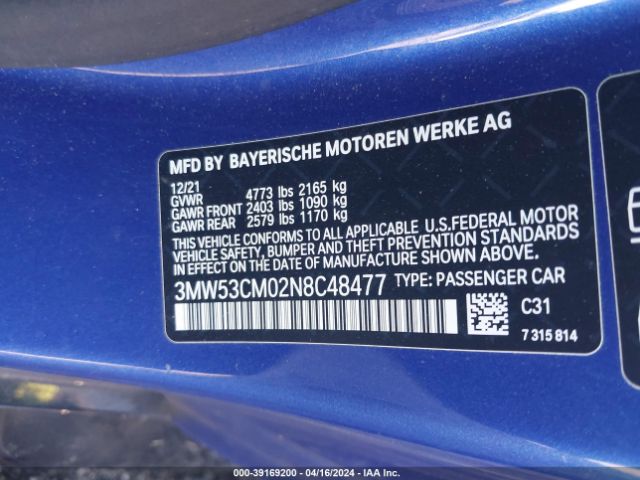 MFD BY BAYERISCHE MOTOREN WERKE AG
12/21
GVWR 4773 lbs 2165 kg
GAWR FRONT 2403 lbs 1090 kg
GAWR REAR 2579 lbs 1170 kg
THIS VEHICLE CONFORMS TO ALL APPLICABLE U.S.FEDERAL MOTOR
VEHICLE SAFETY, BUMPER AND THEFT PREVENTION STANDARDS
IN EFFECT ON THE DATE OF MANUFACTURE SHOWN ABOVE.
3MW53CM02N8C48477 TYPE: PASSENGER CAR
C31
7 315 814
000-39169200 - 04/16/2024 - IAA Inc.